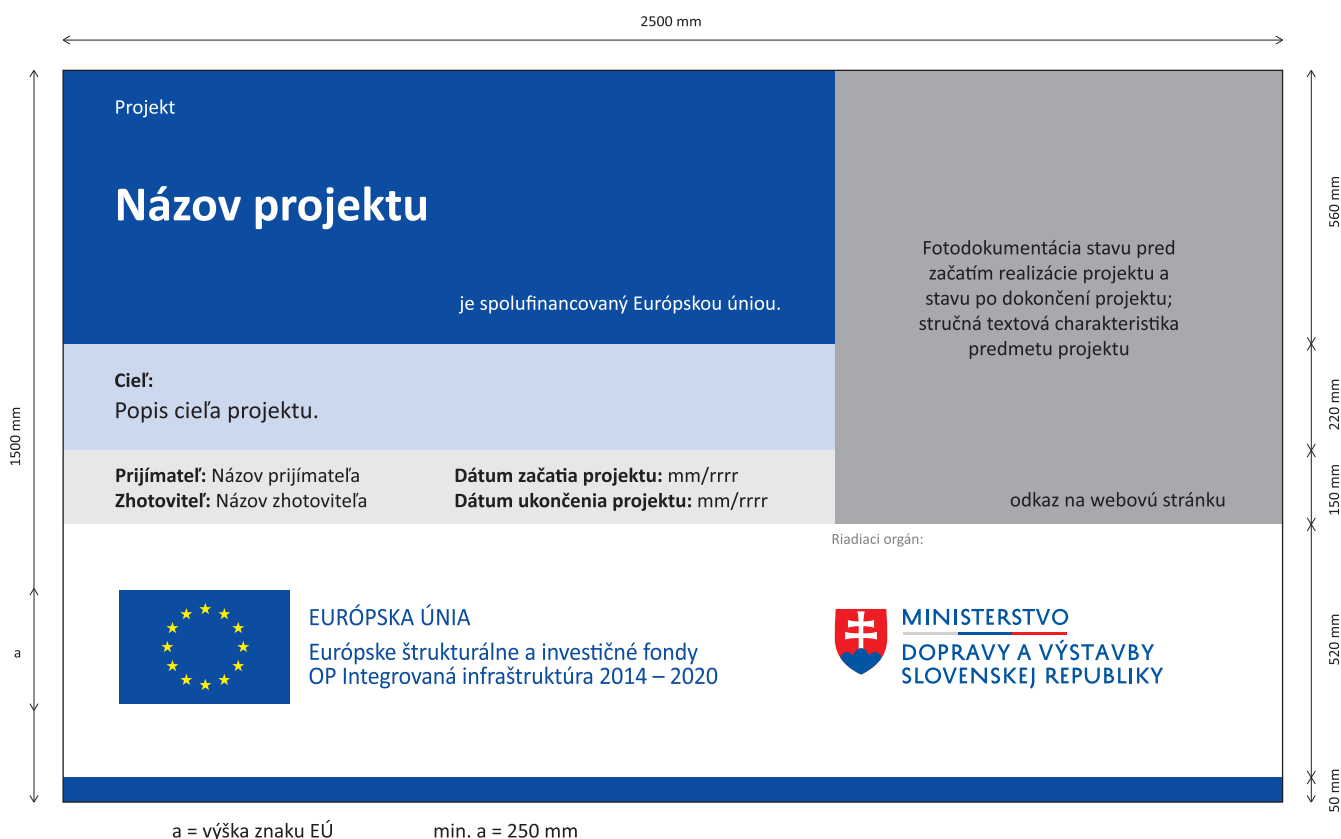 2500 mm
Projekt
Názov projektu
je spolufinancovaný Európskou úniou.
Fotodokumentácia stavu pred
začatím realizácie projektu a
stavu po dokončení projektu;
stručná textová charakteristika
predmetu projektu
560 mm
Cieľ:
Popis cieľa projektu.
220 mm
1500 mm
Prijímateľ: Názov prijímateľa
Zhotoviteľ: Názov zhotoviteľa
Dátum začatia projektu: mm/rrrr
Dátum ukončenia projektu: mm/rrrr
odkaz na webovú stránku
150 mm
Riadiaci orgán:
a
EURÓPSKA ÚNIA
Európske štrukturálne a investičné fondy
OP Integrovaná infraštruktúra 2014 – 2020
MINISTERSTVO
DOPRAVY A VÝSTAVBY
SLOVENSKEJ REPUBLIKY
520 mm
50 mm
a = výška znaku EÚ
min. a = 250 mm